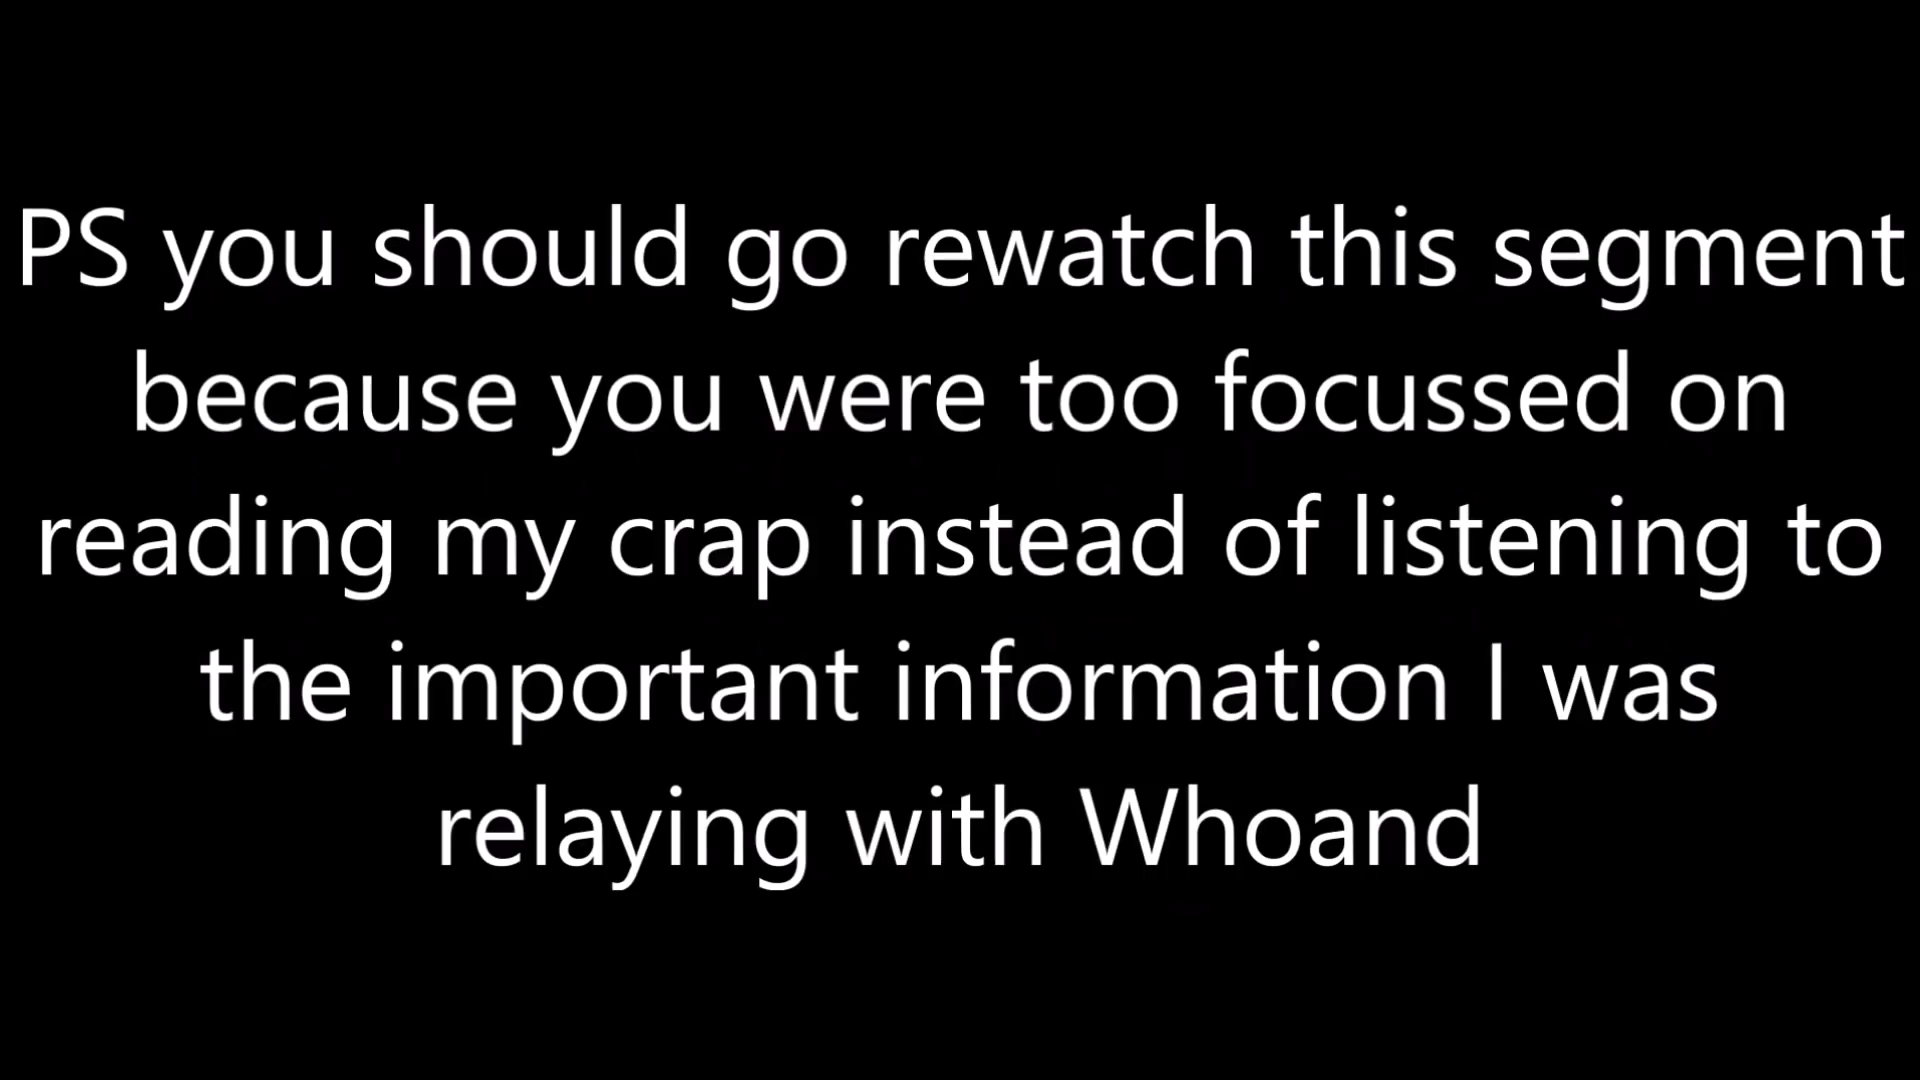 PS you should go rewatch this segment
because you were too focussed on
reading my crap instead of listening to
the important information I was
relaying with Whoand